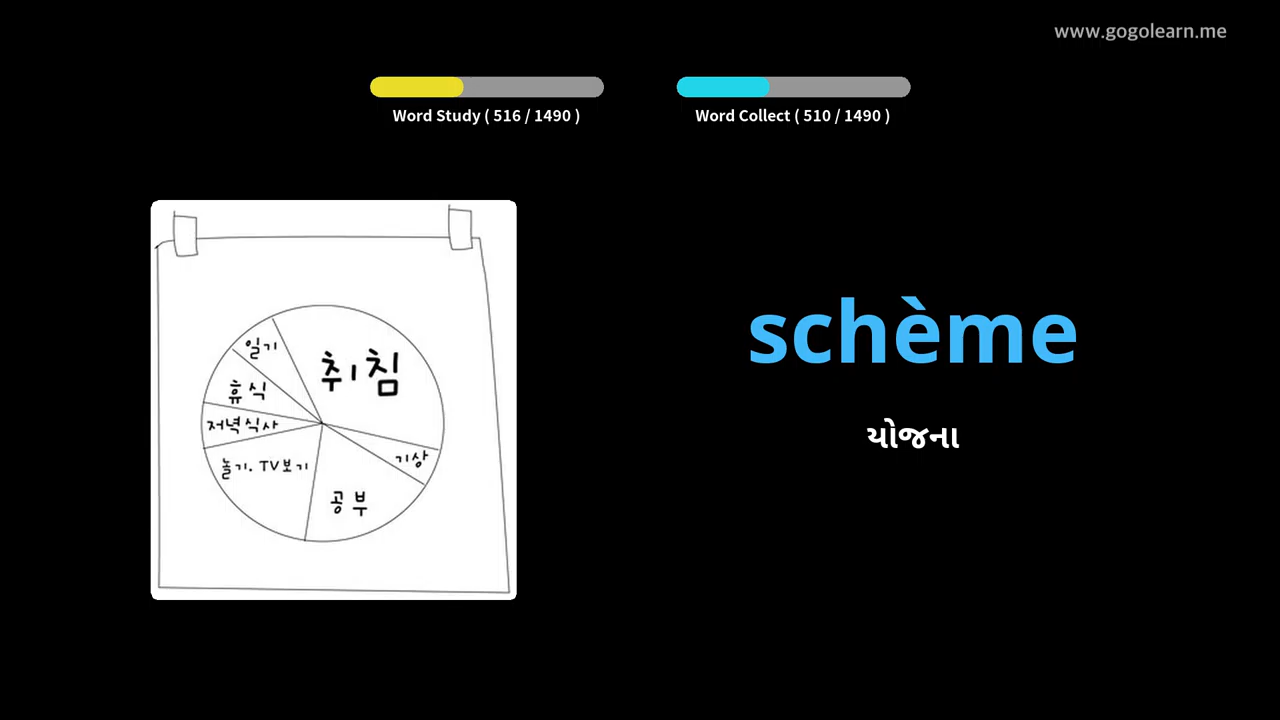 www.gogolearn.me
Word Study ( 516 / 1490 )
Word Collect ( 510 / 1490 )
일기
취침
휴식
저녁식사
놀기. TV보기
기상
공부
schème
યોજના